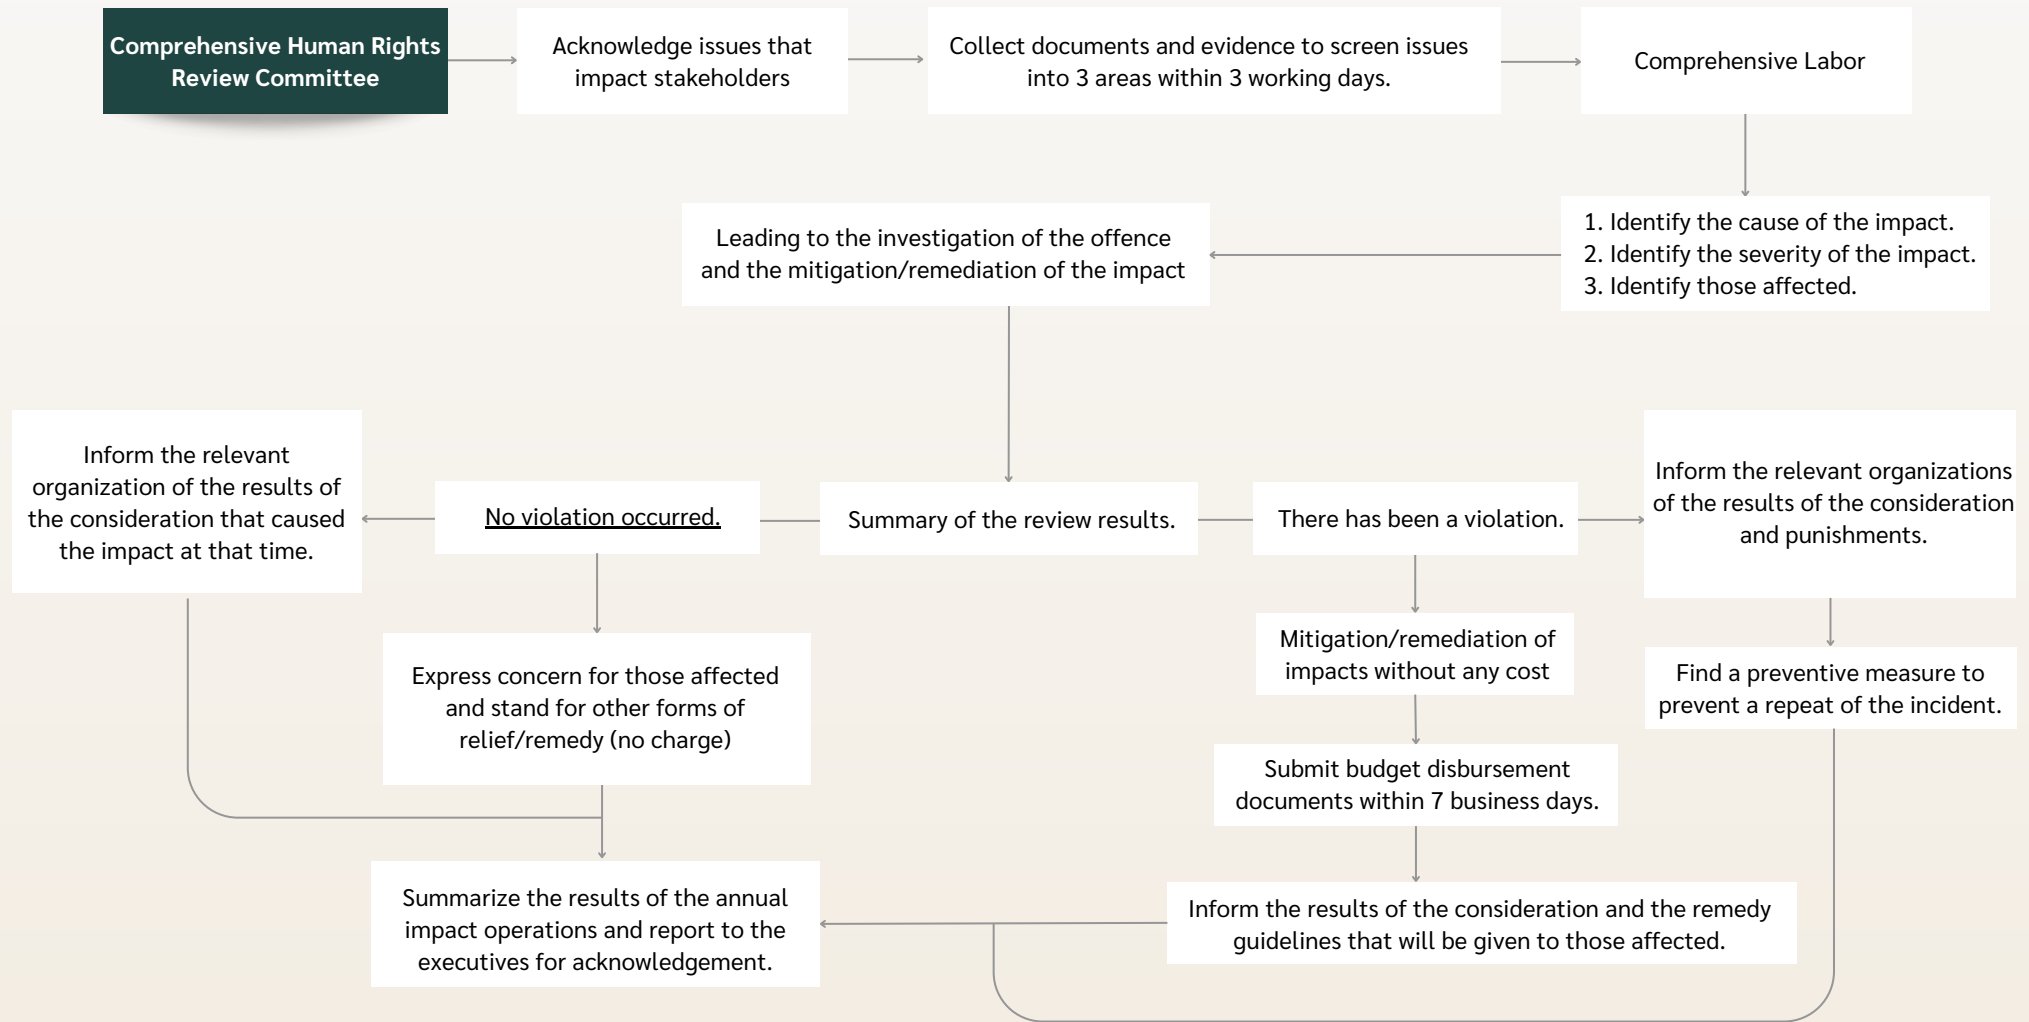 Comprehensive Human Rights
Review Committee
Acknowledge issues that
impact stakeholders
Collect documents and evidence to screen issues
into 3 areas within 3 working days.
Comprehensive Labor
1. Identify the cause of the impact.
2. Identify the severity of the impact.
3. Identify those affected.
Leading to the investigation of the offence
and the mitigation/remediation of the impact
Inform the relevant
organization of the results of
the consideration that caused
the impact at that time.
No violation occurred.
Summary of the review results.
There has been a violation.
Inform the relevant organizations
of the results of the consideration
and punishments.
Express concern for those affected
and stand for other forms of
relief/remedy (no charge)
Mitigation/remediation of
impacts without any cost
Find a preventive measure to
prevent a repeat of the incident.
Submit budget disbursement
documents within 7 business days.
Summarize the results of the annual
impact operations and report to the
executives for acknowledgement.
Inform the results of the consideration and the remedy
guidelines that will be given to those affected.